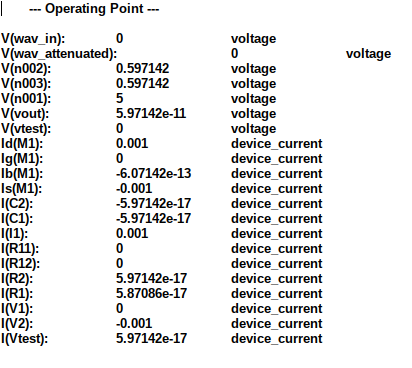 --- Operating Point ---
V(wav_in): 0 voltage
V(wav_attenuated): 0 voltage
V(n002): 0.597142 voltage
V(n003): 0.597142 voltage
V(n001): 5 voltage
V(vout): 5.97142e-11 voltage
V(vtest): 0 voltage
Id(M1): 0.001 device_current
Ig(M1): 0 device_current
Ib(M1): -6.07142e-13 device_current
Is(M1): -0.001 device_current
I(C2): -5.97142e-17 device_current
I(C1): -5.97142e-17 device_current
I(I1): 0.001 device_current
I(R11): 0 device_current
I(R12): 0 device_current
I(R2): 5.97142e-17 device_current
I(R1): 5.87086e-17 device_current
I(V1): 0 device_current
I(V2): -0.001 device_current
I(Vtest): 5.97142e-17 device_current